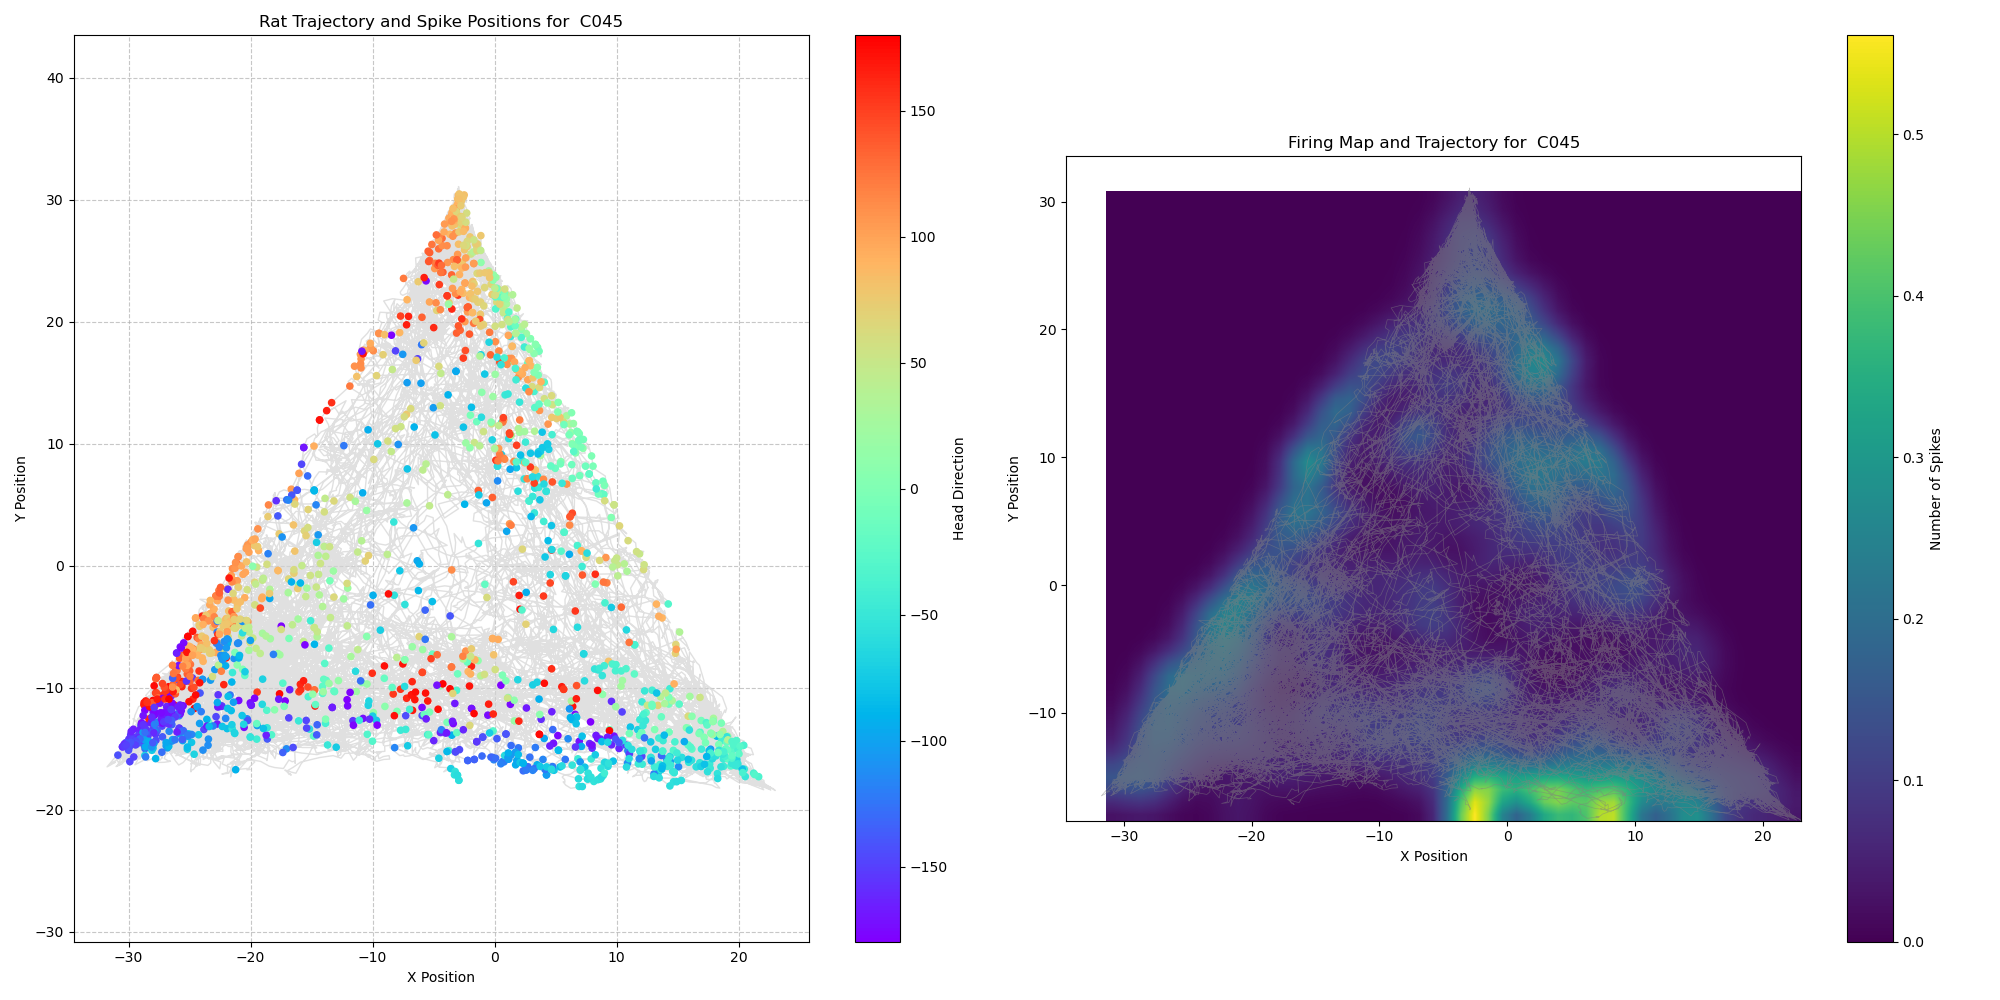 Rat Trajectory and Spike Positions for  C045
40
30
20
10
0
−10
−20
−30
Y Position
−30 −20 −10 0 10 20
X Position
150
100
50
0
−50
−100
−150
Head Direction
Firing Map and Trajectory for  C045
30
20
10
0
−10
Y Position
−30 −20 −10 0 10 20
X Position
0.5
0.4
0.3
0.2
0.1
0.0
Number of Spikes